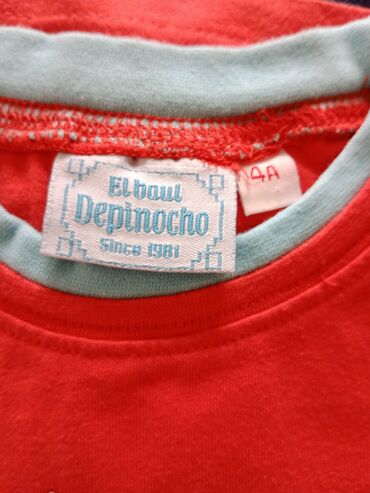 El baul
Depinocho
Since 1981
4A